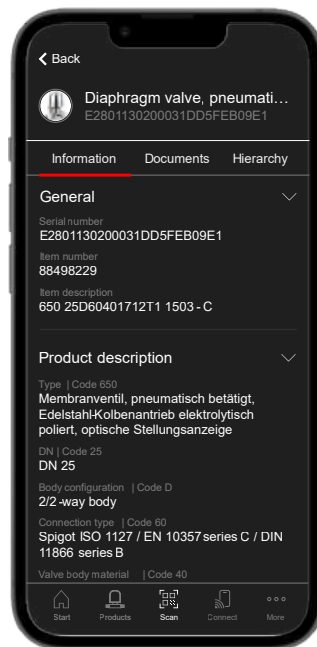 Back
Diaphragm valve, pneumati...
E2801130200031DD5FEB09E1
Information Documents Hierarchy
General
Serial number
E2801130200031DD5FEB09E1
Item number
88498229
Item description
650 25D60401712T1 1503 - C
Product description
Type | Code 650
Membranventil, pneumatisch betätigt,
Edelstahl-Kolbenantrieb elektrolytisch
poliert, optische Stellungsanzeige
DN | Code 25
DN 25
Body configuration | Code D
2/2-way body
Connection type | Code 60
Spigot ISO 1127 / EN 10357 series C / DIN
11866 series B
Valve body material | Code 40
Start Products Scan Connect More